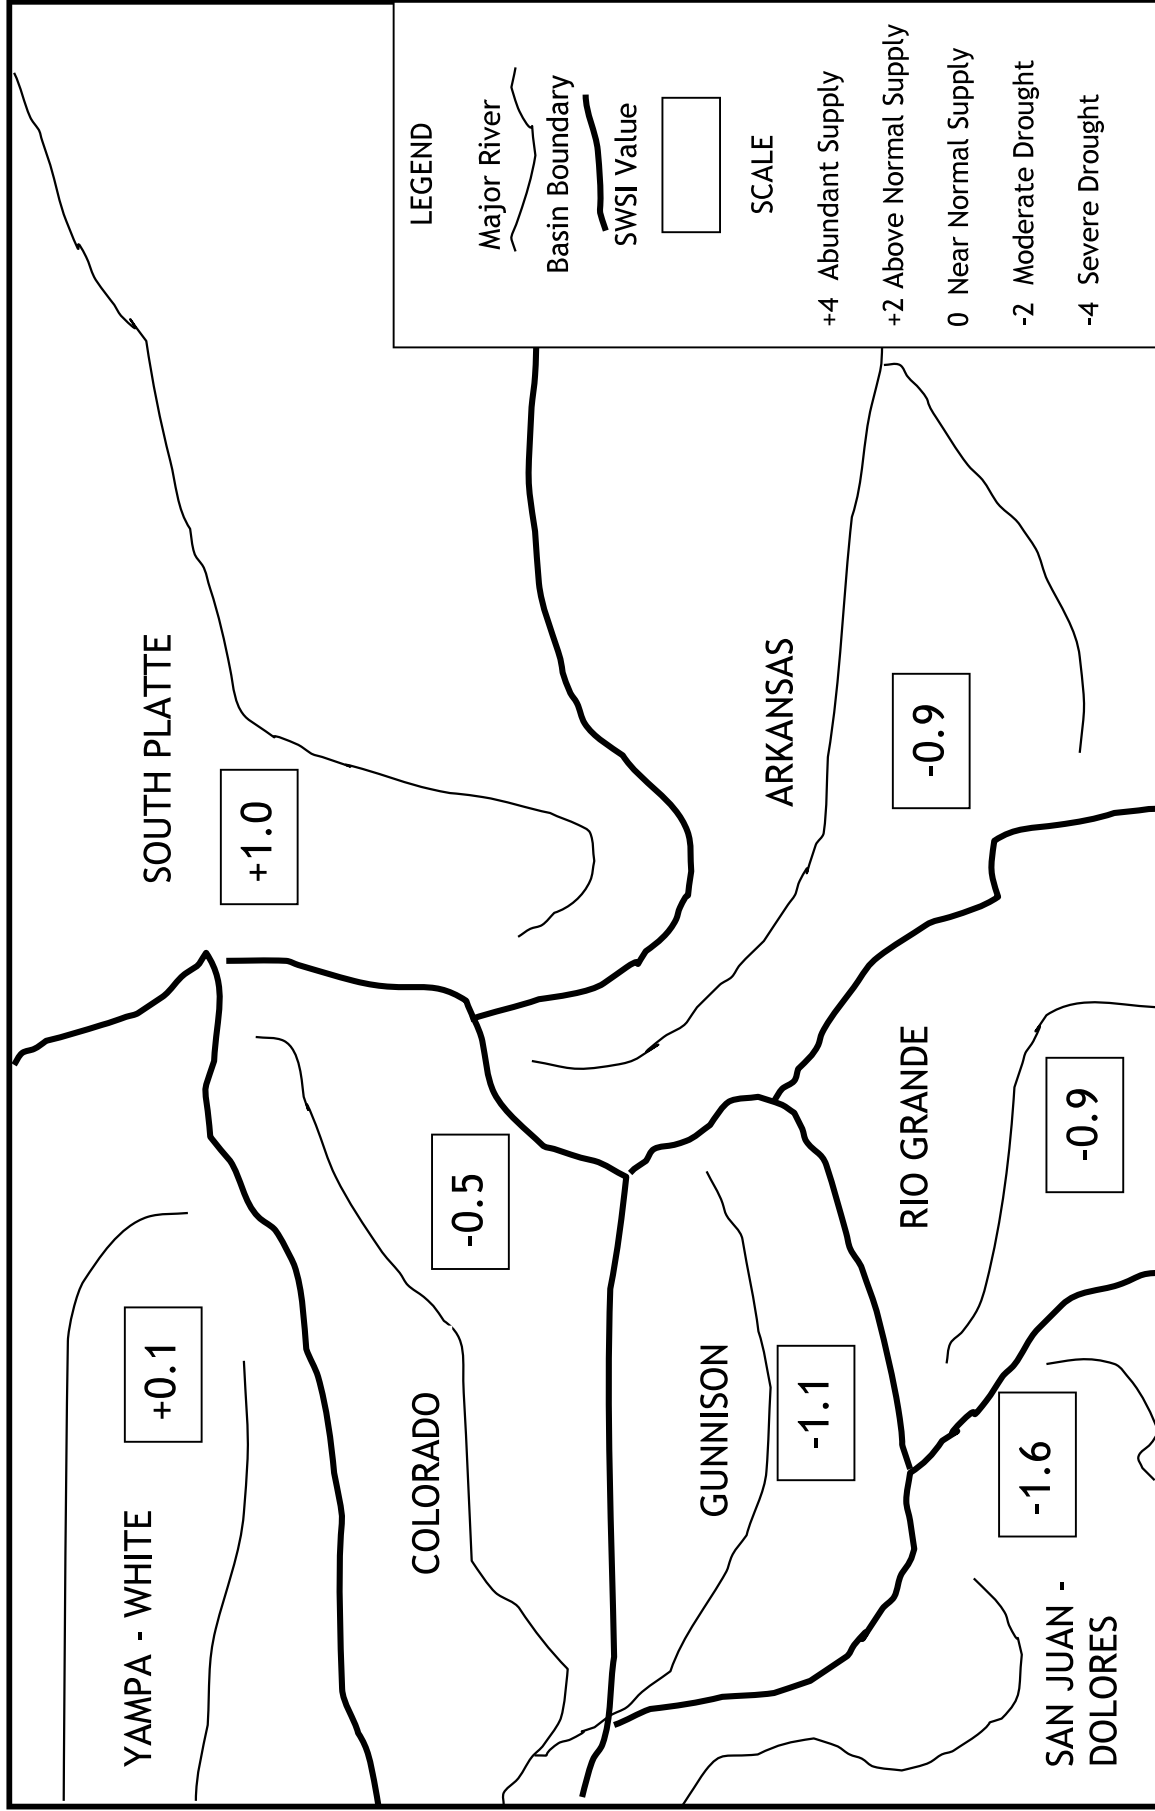 YAMPA - WHITE
+0.1
SOUTH PLATTE
+1.0
COLORADO
-0.5
GUNNISON
-1.1
ARKANSAS
-0.9
RIO GRANDE
-0.9
SAN JUAN -
DOLORES
-1.6
LEGEND
Major River
Basin Boundary
SWSI Value
SCALE
+4 Abundant Supply
+2 Above Normal Supply
0 Near Normal Supply
-2 Moderate Drought
-4 Severe Drought